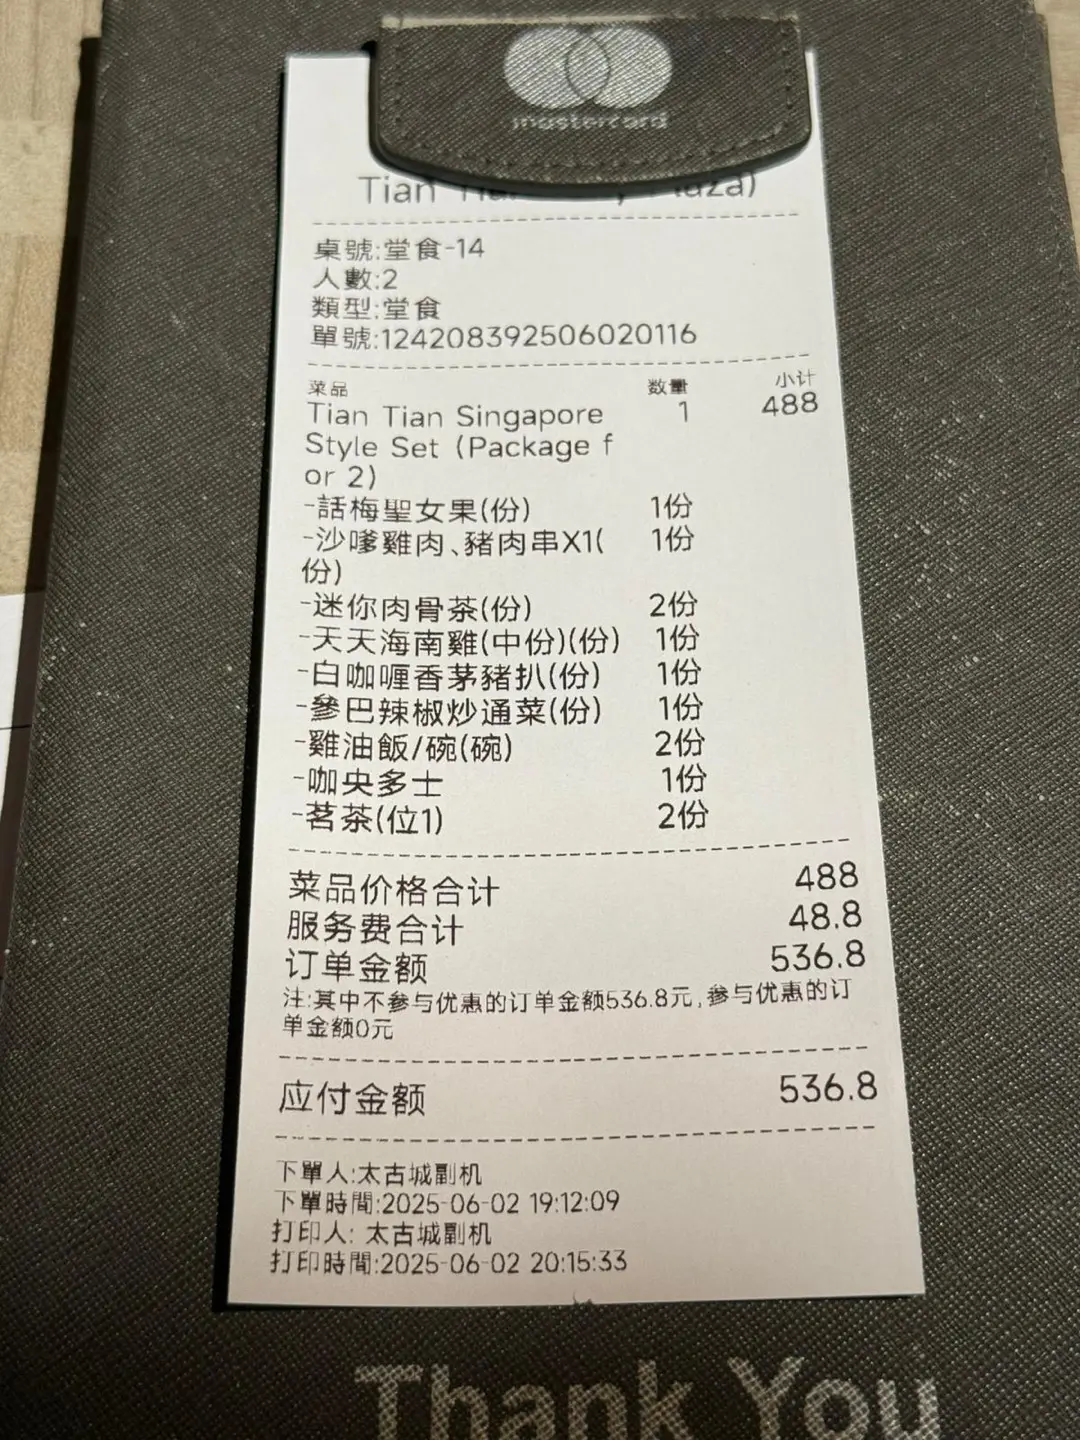 mastercard
Tian
桌號:堂食-14
人數:2
類型:堂食
單號:124208392506020116
菜品 数量 小计
Tian Tian Singapore 1 488
Style Set (Package f
or 2)
-話梅聖女果(份) 1份
-沙嗲雞肉、豬肉串X1( 1份
份)
-迷你肉骨茶(份) 2份
-天天海南雞(中份)(份) 1份
-白咖喱香茅豬扒(份) 1份
-參巴辣椒炒通菜(份) 1份
-雞油飯/碗(碗) 2份
-咖央多士 1份
-茗茶(位1) 2份
菜品价格合计 488
服务费合计 48.8
订单金额 536.8
注:其中不参与优惠的订单金额536.8元,参与优惠的订
单金额0元
应付金额 536.8
下單人:太古城副机
下單時間:2025-06-02 19:12:09
打印人: 太古城副机
打印時間:2025-06-02 20:15:33
Thank You